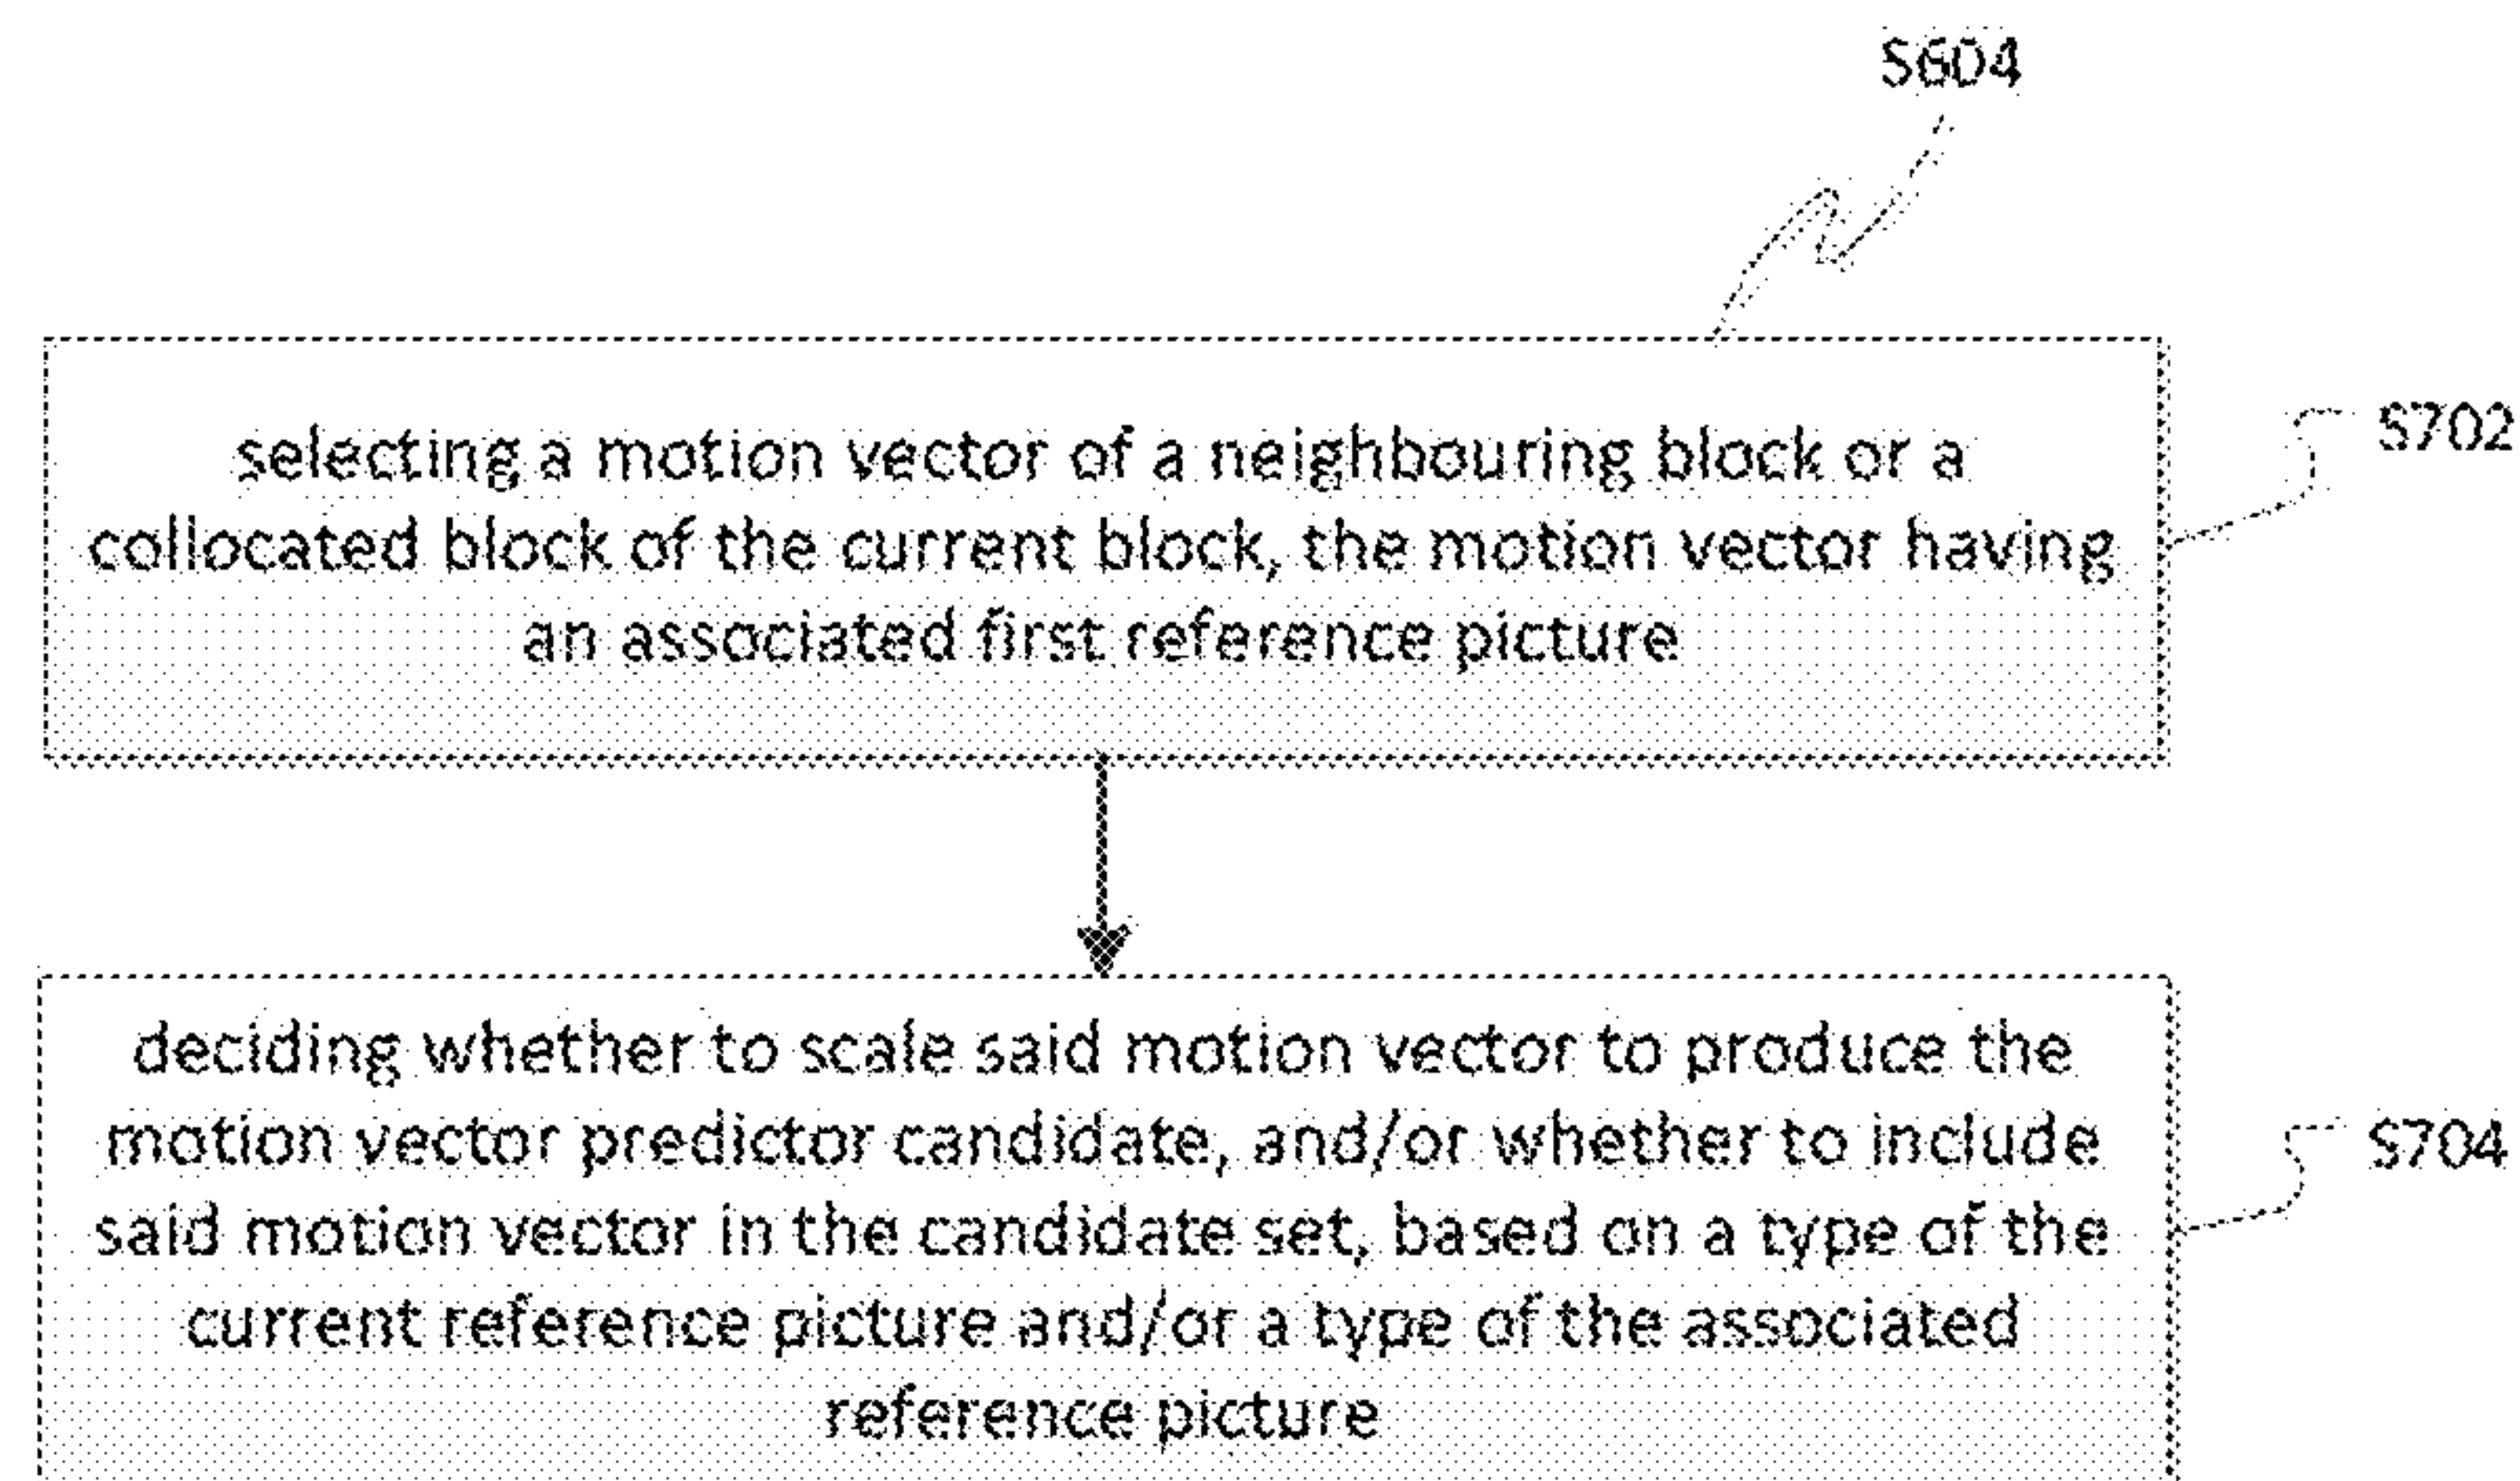 S604
selecting a motion vector of a neighbouring block or a
collocated block of the current block, the motion vector having
an associated first reference picture
S702
deciding whether to scale said motion vector to produce the
motion vector predictor candidate, and/or whether to include
said motion vector in the candidate set, based on a type of the
current reference picture and/or a type of the associated
reference picture
S704